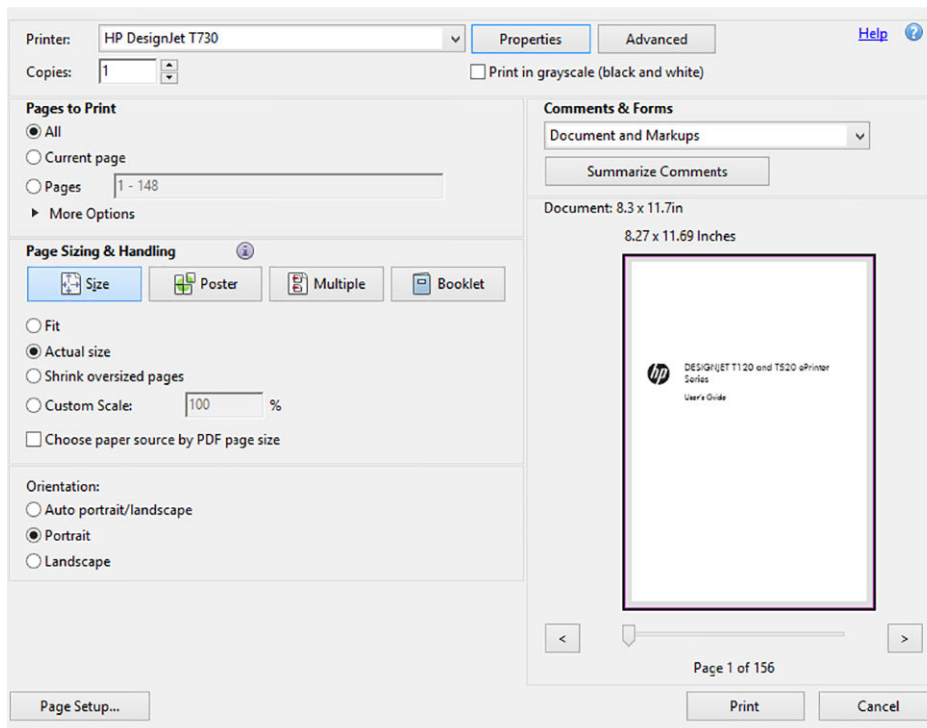 Printer: HP DesignJet T730 Properties Advanced Help ?
Copies: 1 Print in grayscale (black and white)
Pages to Print
All
Current page
Pages 1 - 148
More Options
Page Sizing & Handling i
Size Poster Multiple Booklet
Fit
Actual size
Shrink oversized pages
Custom Scale: 100 %
Choose paper source by PDF page size
Orientation:
Auto portrait/landscape
Portrait
Landscape
Comments & Forms
Document and Markups
Summarize Comments
Document: 8.3 x 11.7in
8.27 x 11.69 Inches
hp
DESIGNJET T120 and T520 ePrinter
Series
User's Guide
< >
Page 1 of 156
Page Setup... Print Cancel